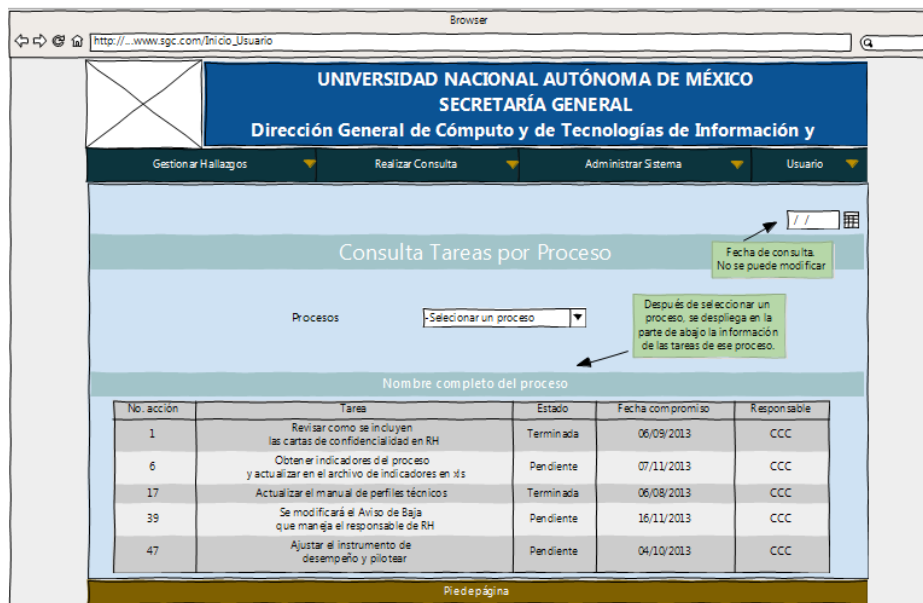 Browser
http://...www.sgc.com/Inicio_Usuario
UNIVERSIDAD NACIONAL AUTÓNOMA DE MÉXICO
SECRETARÍA GENERAL
Dirección General de Cómputo y de Tecnologías de Información y
Gestionar Hallazgos Realizar Consulta Administrar Sistema Usuario
/ /
Consulta Tareas por Proceso
Fecha de consulta.
No se puede modificar
Procesos -Selecionar un proceso
Después de seleccionar un
proceso, se despliega en la
parte de abajo la información
de las tareas de ese proceso.
Nombre completo del proceso
No. acción Tarea Estado Fecha compromiso Responsable
1 Revisar como se incluyen
las cartas de confidencialidad en RH Terminada 06/09/2013 CCC
6 Obtener indicadores del proceso
y actualizar en el archivo de indicadores en xls Pendiente 07/11/2013 CCC
17 Actualizar el manual de perfiles técnicos Terminada 06/08/2013 CCC
39 Se modificará el Aviso de Baja
que maneja el responsable de RH Pendiente 16/11/2013 CCC
47 Ajustar el instrumento de
desempeño y pilotear Pendiente 04/10/2013 CCC
Pie de página